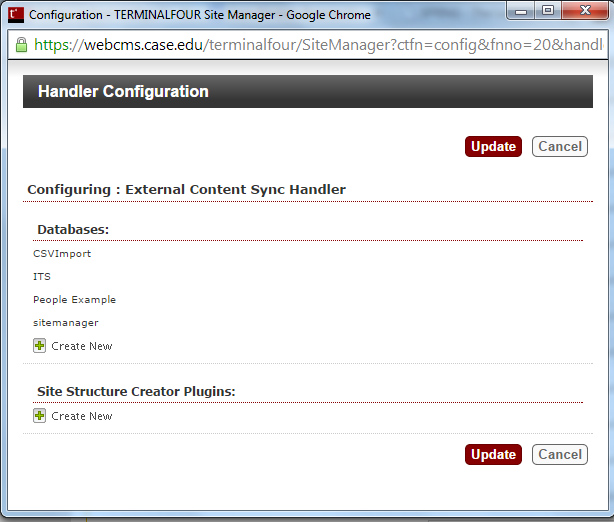 Configuration - TERMINALFOUR Site Manager - Google Chrome
https://webcms.case.edu/terminalfour/SiteManager?ctfn=config&fnno=20&handl
Handler Configuration
Update Cancel
Configuring : External Content Sync Handler
Databases:
CSVImport
ITS
People Example
sitemanager
Create New
Site Structure Creator Plugins:
Create New
Update Cancel